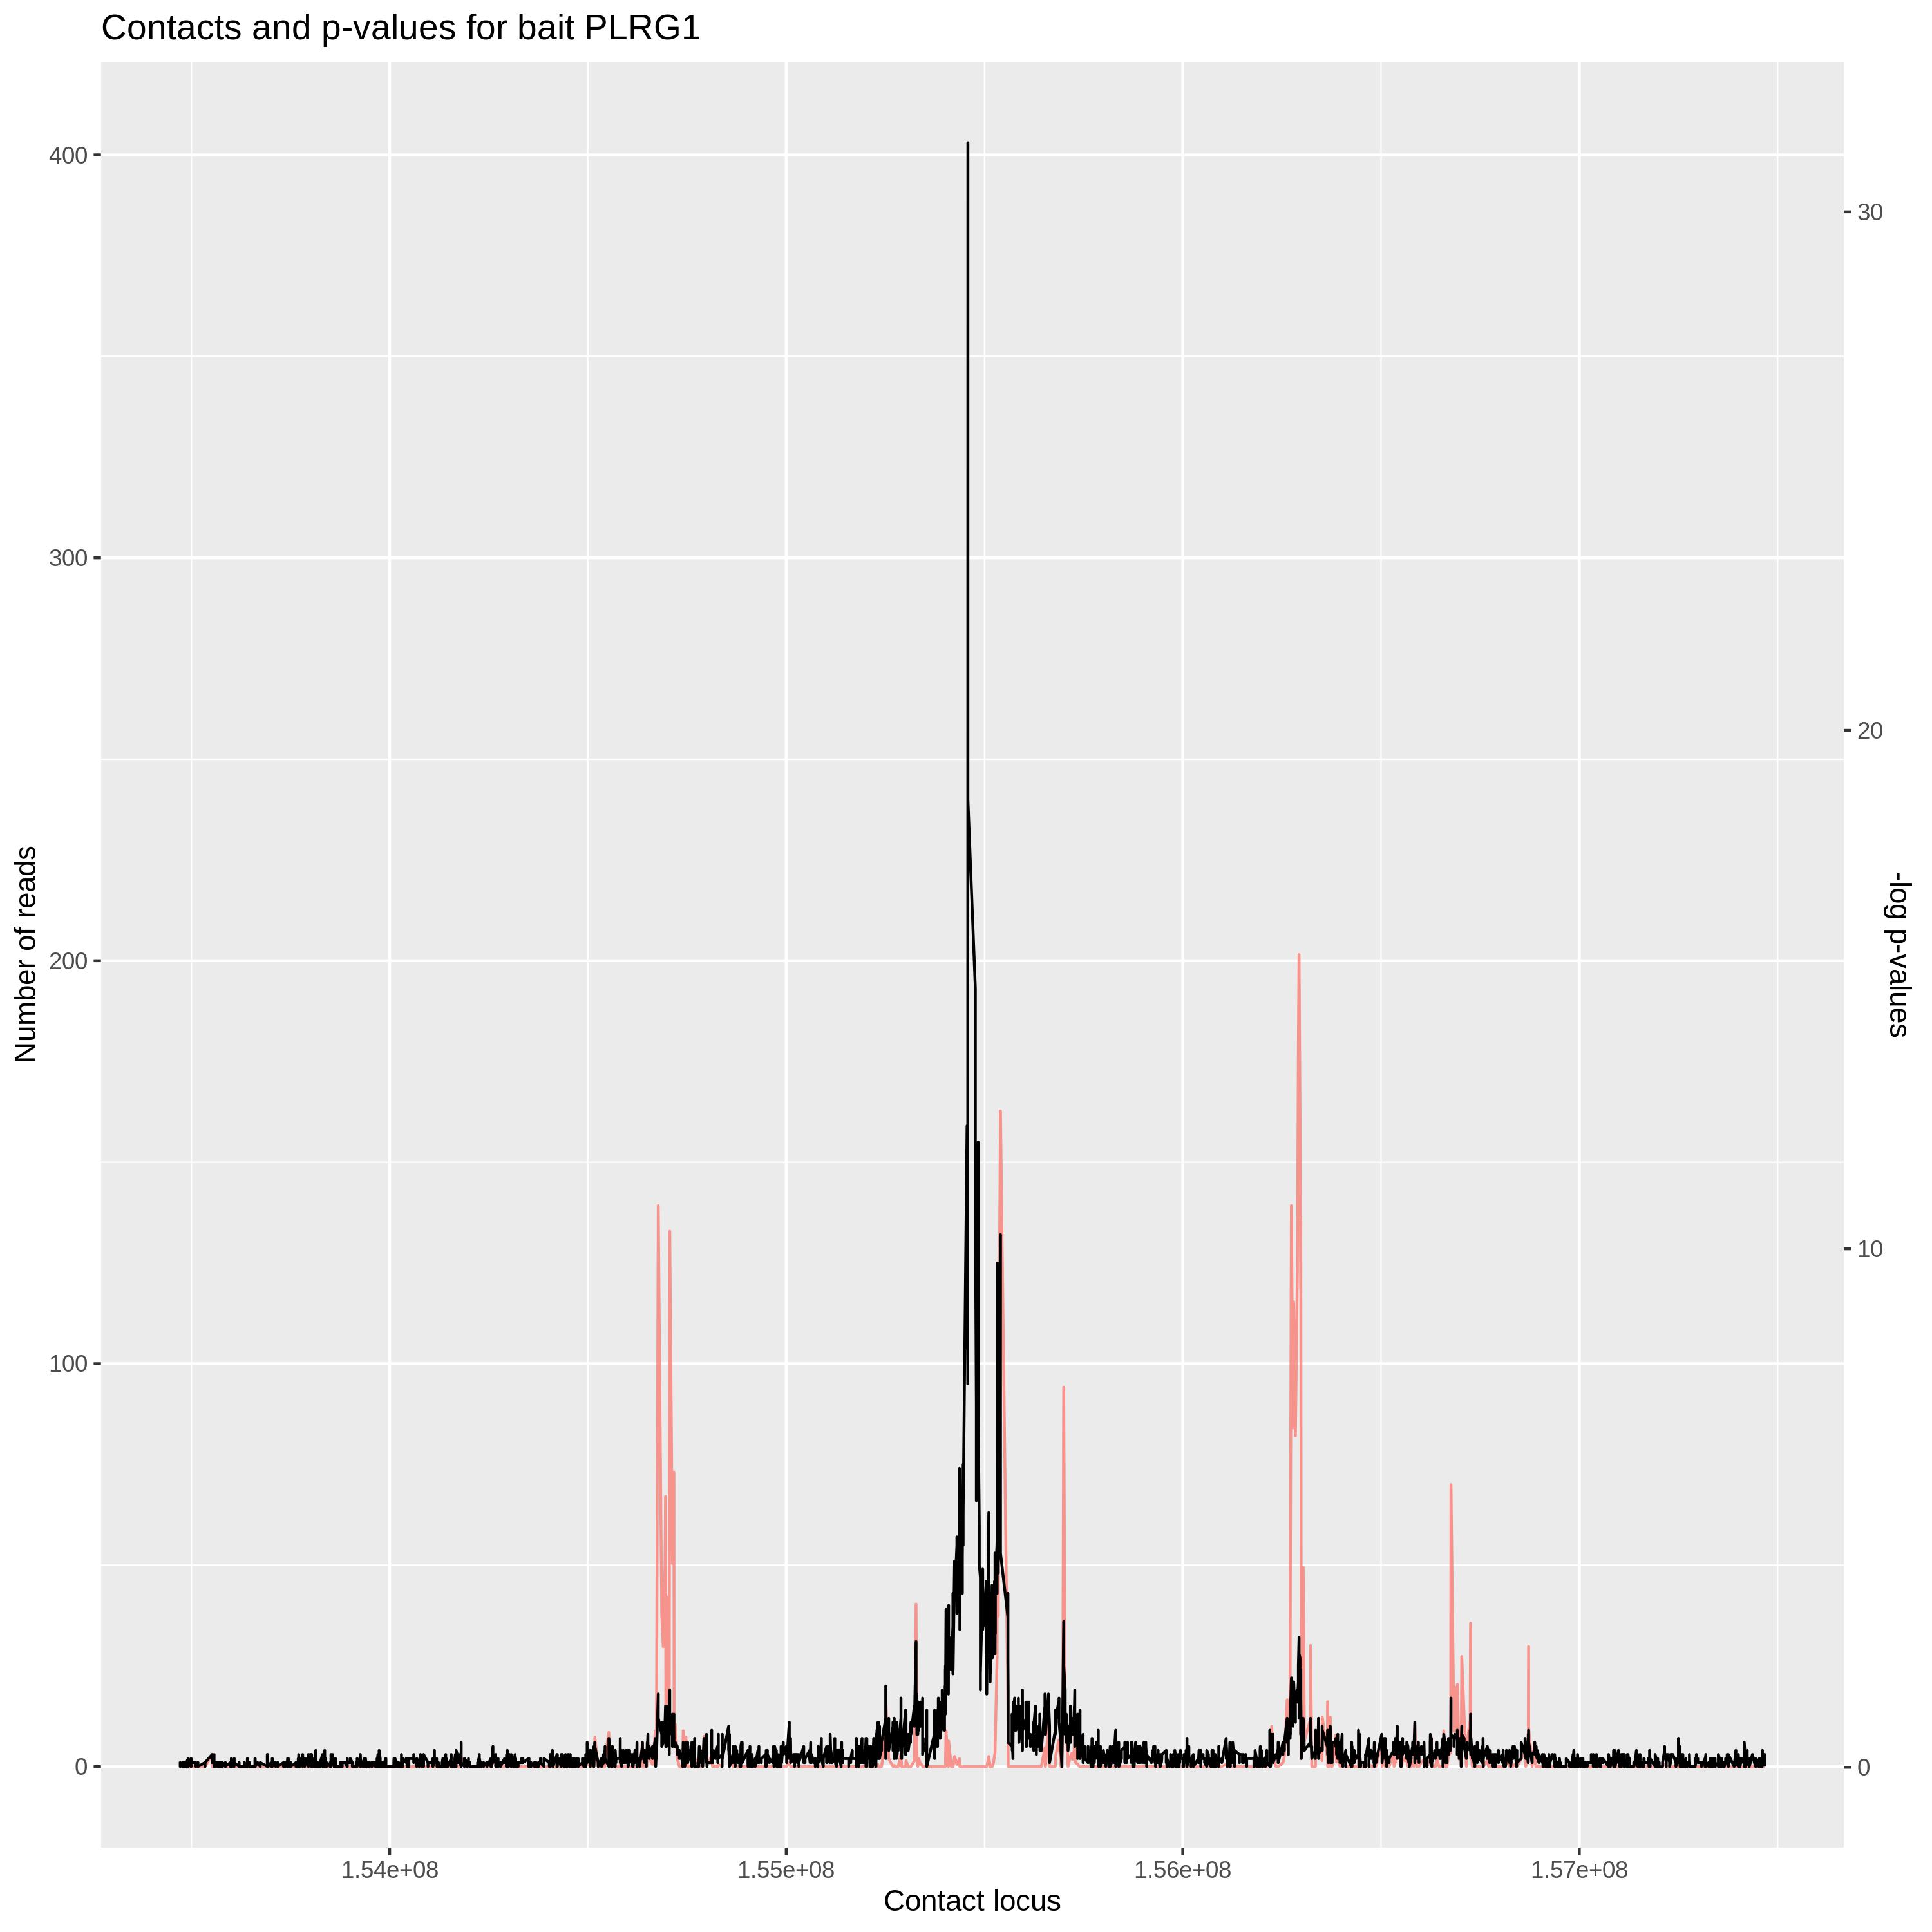 Contacts and p-values for bait PLRG1
400
300
200
100
0
Number of reads
30
20
10
0
-log p-values
1.54e+08
1.55e+08
1.56e+08
1.57e+08
Contact locus